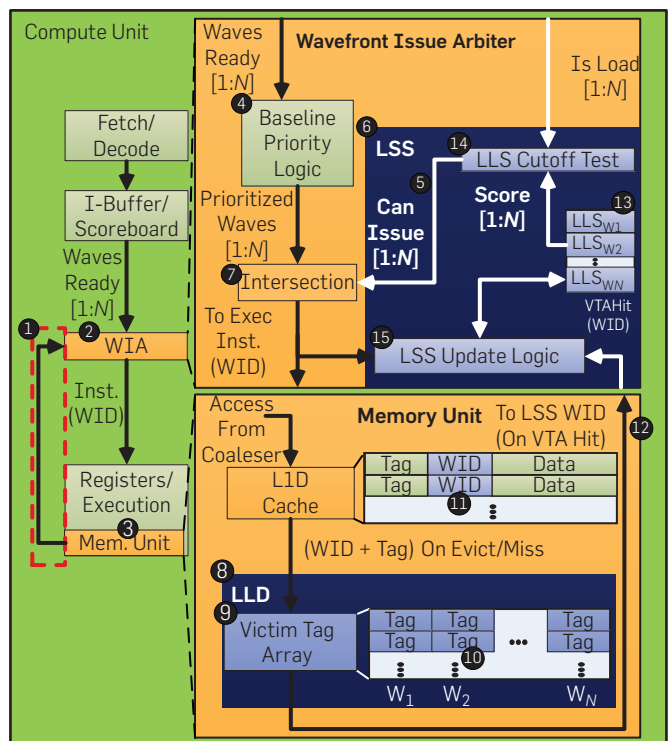 Compute Unit
Fetch/
Decode
I-Buffer/
Scoreboard
Waves
Ready
[1:N]
1
2
WIA
Inst.
(WID)
Registers/
Execution
3
Mem. Unit
Waves
Ready
[1:N]
Wavefront Issue Arbiter
Is Load
[1:N]
4
Baseline
Priority
Logic
6
LSS
14
LLS Cutoff Test
5
Can
Issue
[1:N]
Score
[1:N]
13
LLSW1
LLSW2
LLSWN
VTAHit
(WID)
Prioritized
Waves
[1:N]
7
Intersection
To Exec
Inst.
(WID)
15
LSS Update Logic
Access
From
Coaleser
Memory Unit
To LSS WID
(On VTA Hit)
12
L1D
Cache
Tag WID Data
Tag WID Data
11
(WID + Tag) On Evict/Miss
8
LLD
9
Victim Tag
Array
Tag Tag Tag
Tag Tag ••• Tag
10
W1 W2 WN